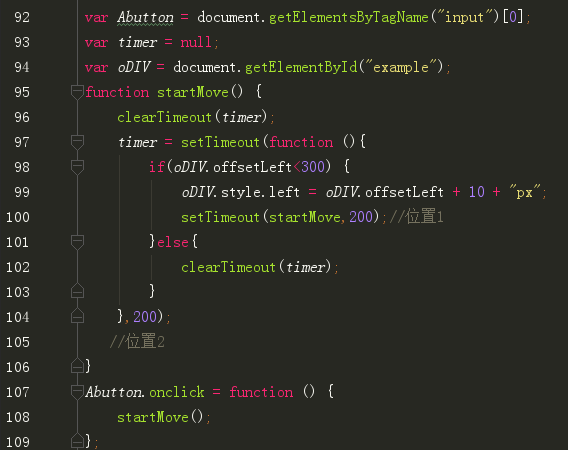 92 var Abutton = document.getElementsByTagName("input")[0];
93 var timer = null;
94 var oDIV = document.getElementById("example");
95 function startMove() {
96 clearTimeout(timer);
97 timer = setTimeout(function (){
98 if(oDIV.offsetLeft<300) {
99 oDIV.style.left = oDIV.offsetLeft + 10 + "px";
100 setTimeout(startMove,200);//位置1
101 }else{
102 clearTimeout(timer);
103 }
104 },200);
105 //位置2
106 }
107 Abutton.onclick = function () {
108 startMove();
109 };